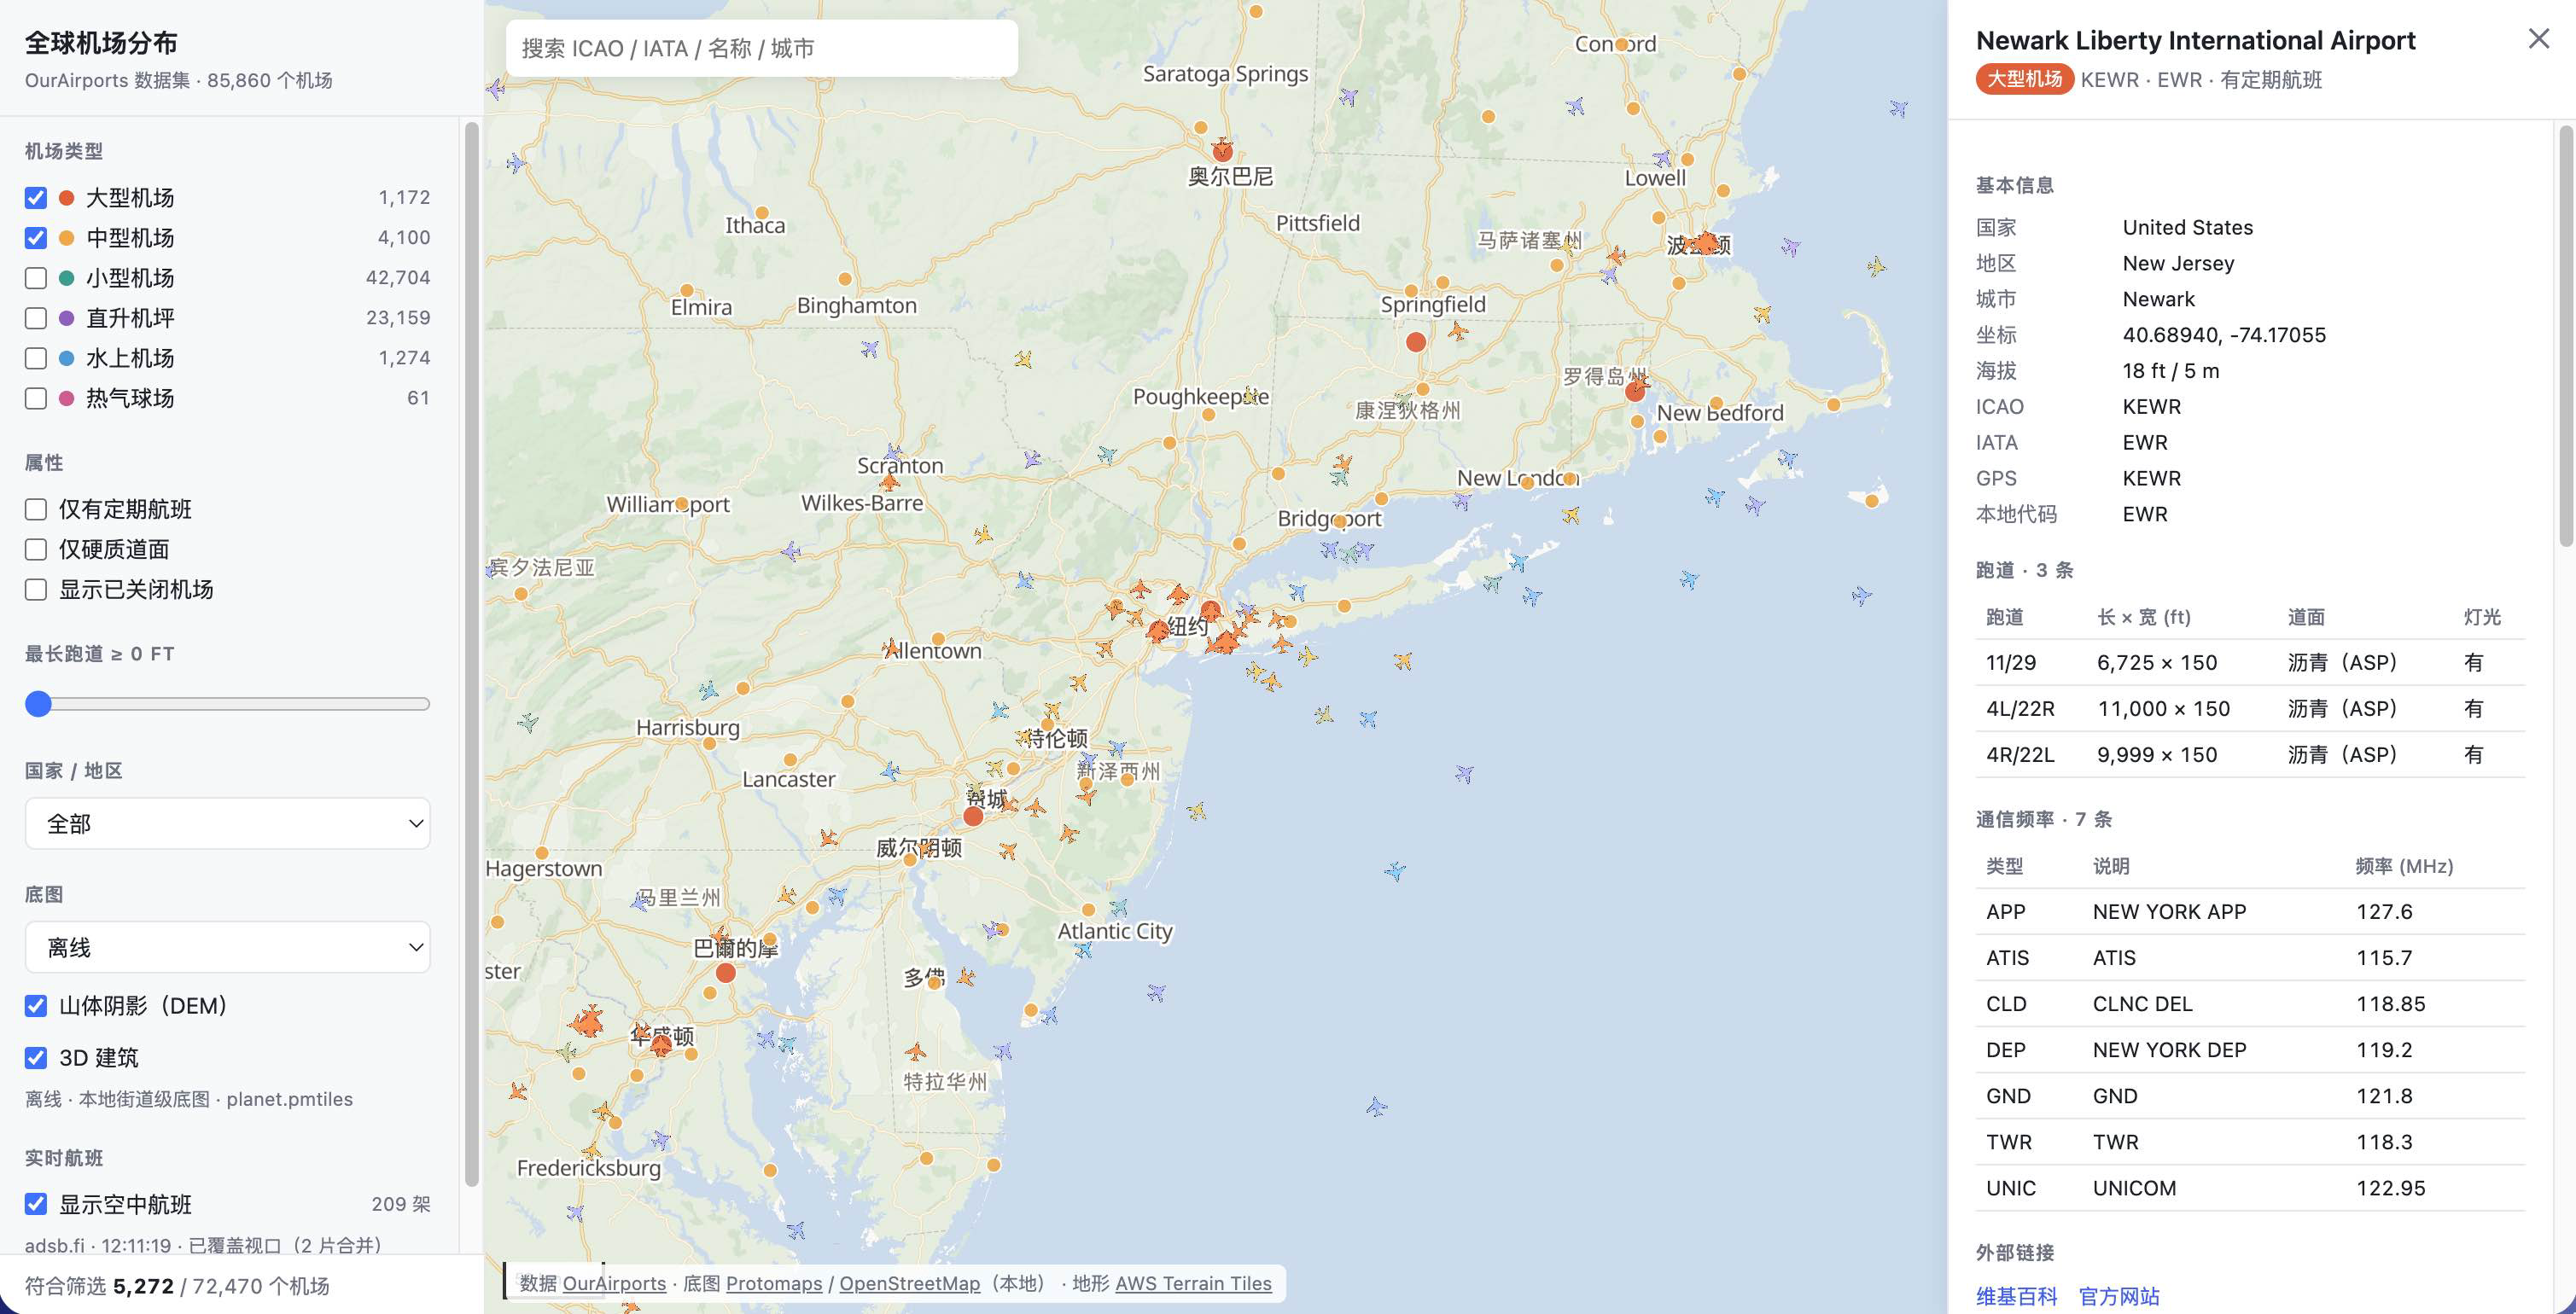 全球机场分布
OurAirports 数据集 · 85,860 个机场
机场类型
大型机场 1,172
中型机场 4,100
小型机场 42,704
直升机坪 23,159
水上机场 1,274
热气球场 61
属性
仅有定期航班
仅硬质道面
显示已关闭机场
最长跑道 ≥ 0 FT
国家 / 地区
全部
底图
离线
山体阴影（DEM）
3D 建筑
离线 · 本地街道级底图 · planet.pmtiles
实时航班
显示空中航班 209 架
adsb.fi · 12:11:19 · 已覆盖视口（2 片合并）
符合筛选 5,272 / 72,470 个机场
搜索 ICAO / IATA / 名称 / 城市
Concord
Saratoga Springs
奥尔巴尼
Lowell
Ithaca
Pittsfield
马萨诸塞州
波士顿
Elmira
Binghamton
Springfield
罗得岛州
Poughkeepsie
康涅狄格州
New Bedford
Scranton
Wilkes-Barre
Williamsport
New London
Bridgeport
宾夕法尼亚
纽约
Allentown
Harrisburg
特伦顿
Lancaster
新泽西州
费城
威尔明顿
Hagerstown
马里兰州
Atlantic City
巴爾的摩
ster
多佛
华盛顿
特拉华州
Fredericksburg
数据 OurAirports · 底图 Protomaps / OpenStreetMap（本地） · 地形 AWS Terrain Tiles
Newark Liberty International Airport
大型机场 KEWR · EWR · 有定期航班
基本信息
国家 United States
地区 New Jersey
城市 Newark
坐标 40.68940, -74.17055
海拔 18 ft / 5 m
ICAO KEWR
IATA EWR
GPS KEWR
本地代码 EWR
跑道 · 3 条
跑道 长 × 宽 (ft) 道面 灯光
11/29 6,725 × 150 沥青（ASP） 有
4L/22R 11,000 × 150 沥青（ASP） 有
4R/22L 9,999 × 150 沥青（ASP） 有
通信频率 · 7 条
类型 说明 频率 (MHz)
APP NEW YORK APP 127.6
ATIS ATIS 115.7
CLD CLNC DEL 118.85
DEP NEW YORK DEP 119.2
GND GND 121.8
TWR TWR 118.3
UNIC UNICOM 122.95
外部链接
维基百科 官方网站